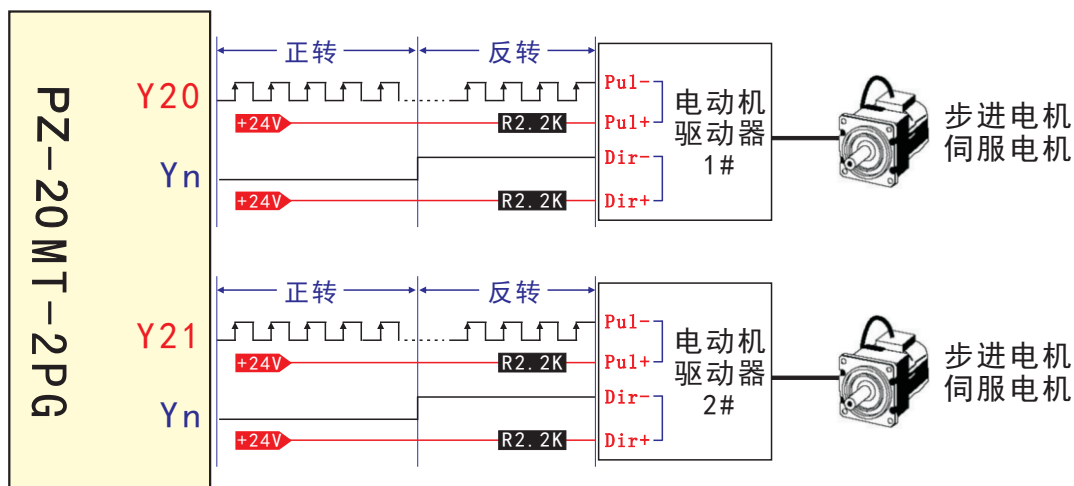 PZ-20MT-2PG
正转
反转
Y20
Pul-
+24V
R2.2K
Pul+
Yn
Dir-
+24V
R2.2K
Dir+
电动机
驱动器
1#
步进电机
伺服电机
正转
反转
Y21
Pul-
+24V
R2.2K
Pul+
Yn
Dir-
+24V
R2.2K
Dir+
电动机
驱动器
2#
步进电机
伺服电机